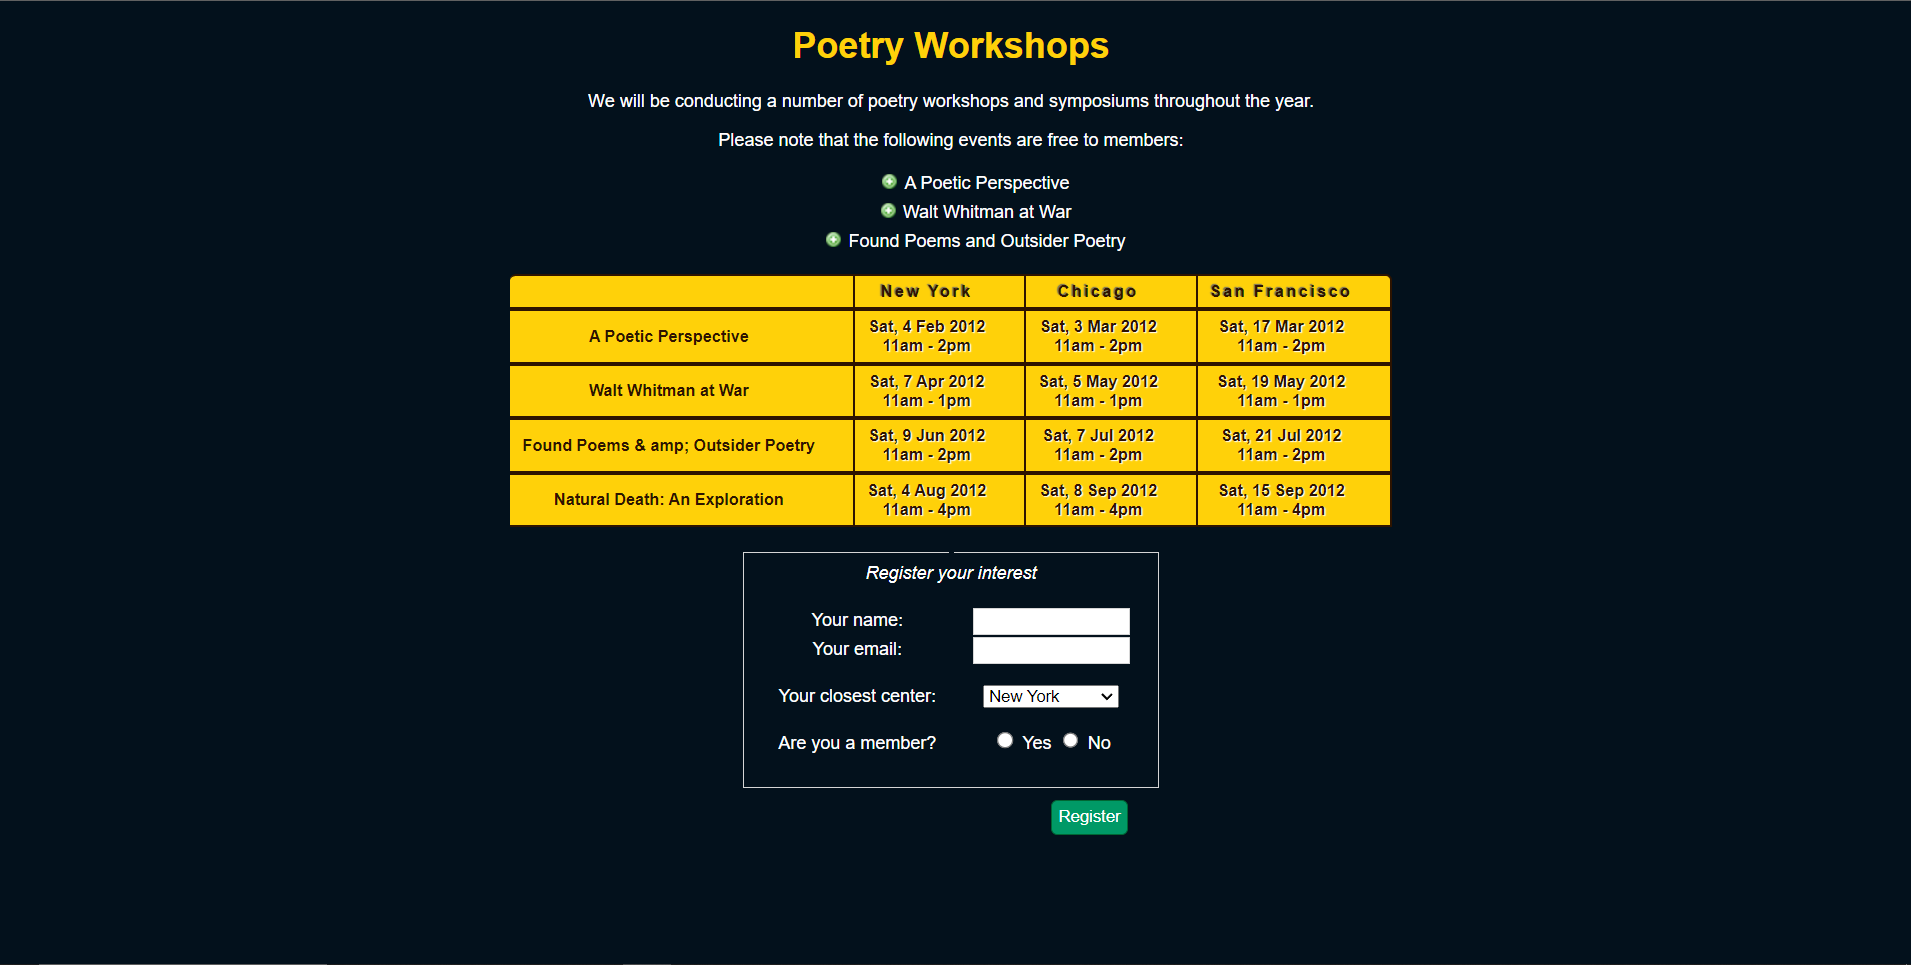 Poetry Workshops
We will be conducting a number of poetry workshops and symposiums throughout the year.
Please note that the following events are free to members:
A Poetic Perspective
Walt Whitman at War
Found Poems and Outsider Poetry
New York Chicago San Francisco
A Poetic Perspective Sat, 4 Feb 2012 Sat, 3 Mar 2012 Sat, 17 Mar 2012
11am - 2pm 11am - 2pm 11am - 2pm
Walt Whitman at War Sat, 7 Apr 2012 Sat, 5 May 2012 Sat, 19 May 2012
11am - 1pm 11am - 1pm 11am - 1pm
Found Poems & amp; Outsider Poetry Sat, 9 Jun 2012 Sat, 7 Jul 2012 Sat, 21 Jul 2012
11am - 2pm 11am - 2pm 11am - 2pm
Natural Death: An Exploration Sat, 4 Aug 2012 Sat, 8 Sep 2012 Sat, 15 Sep 2012
11am - 4pm 11am - 4pm 11am - 4pm
Register your interest
Your name:
Your email:
Your closest center: New York
Are you a member? Yes No
Register